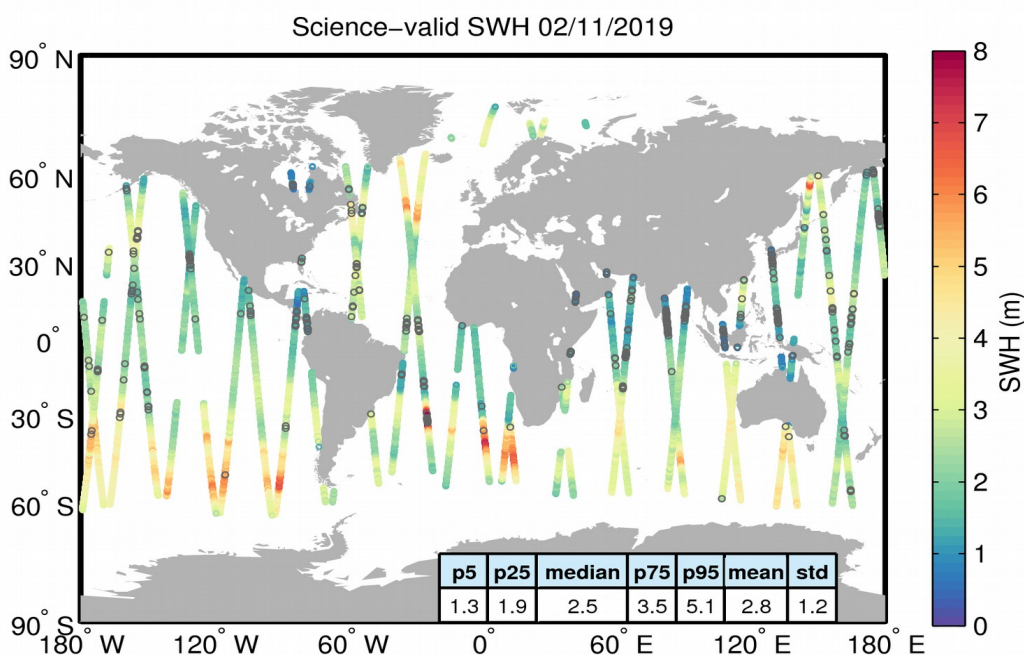 Science−valid SWH 02/11/2019
90° N
60° N
30° N
0°
30° S
60° S
90° S
180° W
120° W
60° W
0°
60° E
120° E
180° E
p5 p25 median p75 p95 mean std
1.3 1.9 2.5 3.5 5.1 2.8 1.2
8
7
6
5
4
3
2
1
0
SWH (m)